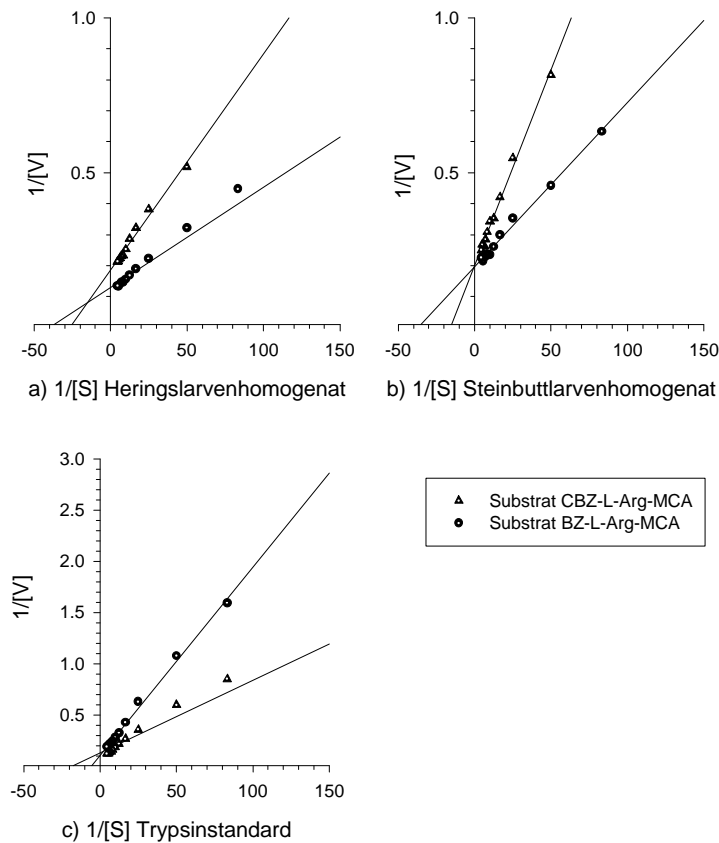 1.0
0.5
1/[V]
-50 0 50 100 150
a) 1/[S] Heringslarvenhomogenat
1.0
0.5
1/[V]
-50 0 50 100 150
b) 1/[S] Steinbuttlarvenhomogenat
3.0
2.5
2.0
1.5
1.0
0.5
1/[V]
-50 0 50 100 150
c) 1/[S] Trypsinstandard
Substrat CBZ-L-Arg-MCA
Substrat BZ-L-Arg-MCA